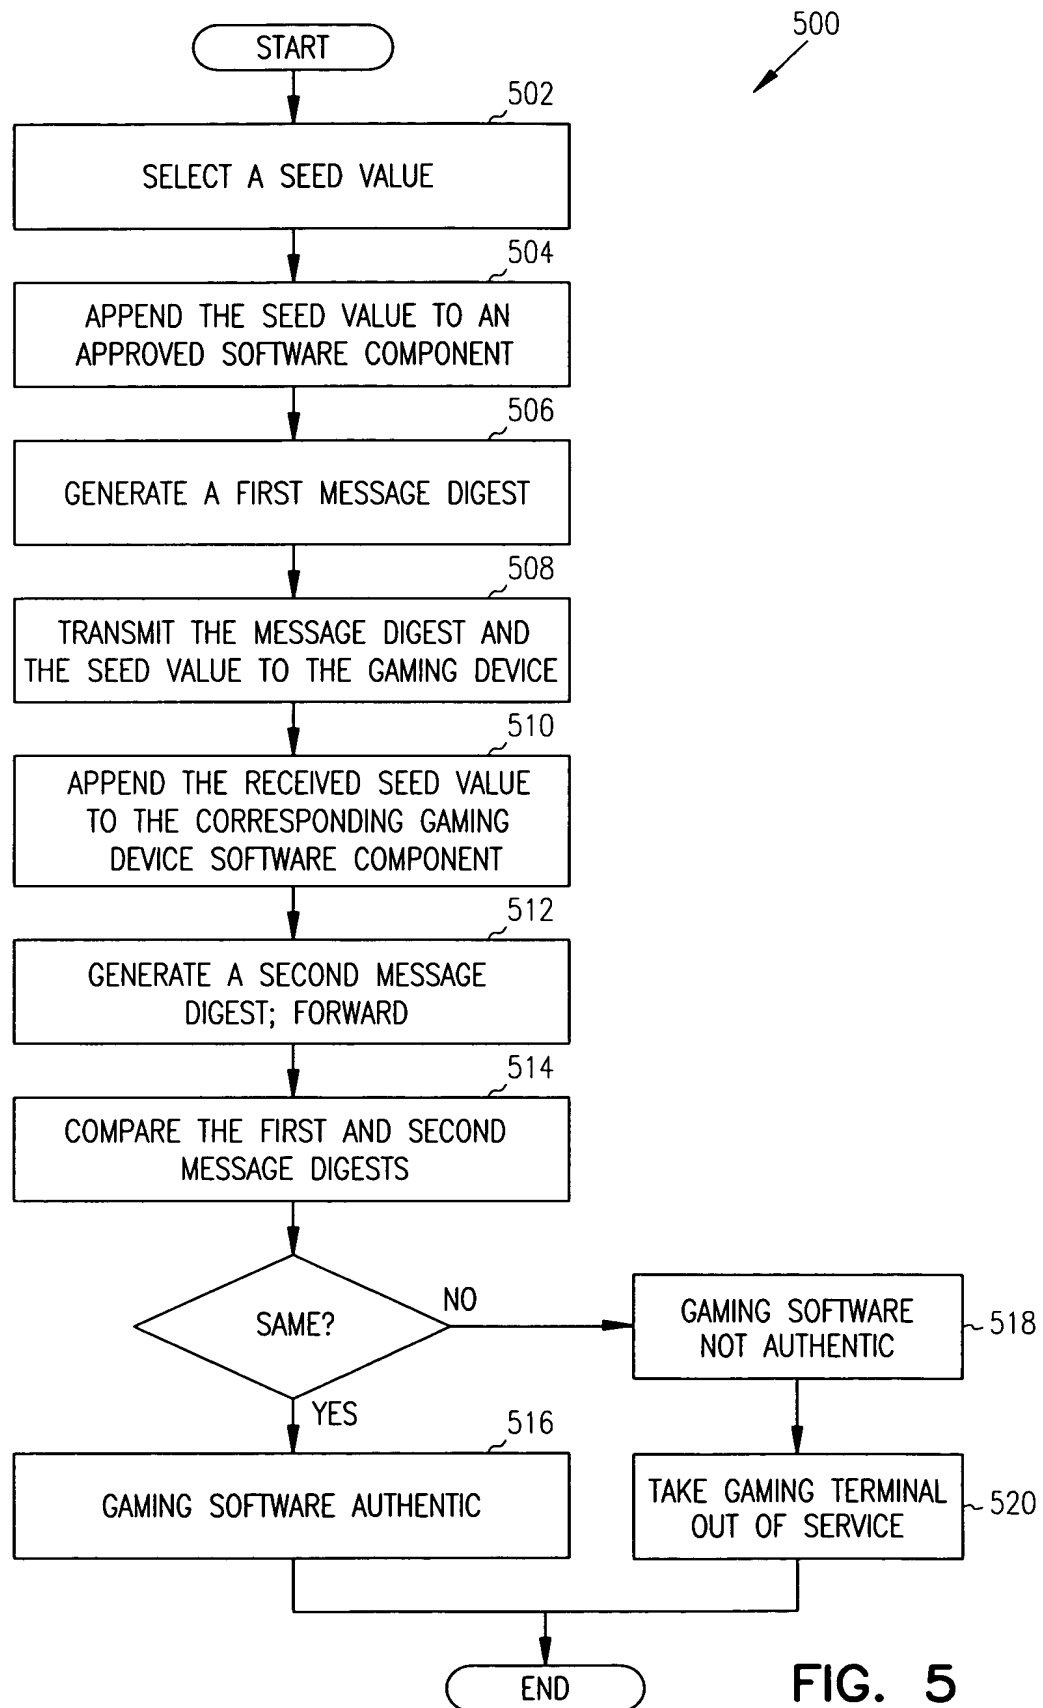 500
START
502
SELECT A SEED VALUE
504
APPEND THE SEED VALUE TO AN
APPROVED SOFTWARE COMPONENT
506
GENERATE A FIRST MESSAGE DIGEST
508
TRANSMIT THE MESSAGE DIGEST AND
THE SEED VALUE TO THE GAMING DEVICE
510
APPEND THE RECEIVED SEED VALUE
TO THE CORRESPONDING GAMING
DEVICE SOFTWARE COMPONENT
512
GENERATE A SECOND MESSAGE
DIGEST; FORWARD
514
COMPARE THE FIRST AND SECOND
MESSAGE DIGESTS
SAME?
NO
GAMING SOFTWARE
NOT AUTHENTIC
518
YES
516
GAMING SOFTWARE AUTHENTIC
TAKE GAMING TERMINAL
OUT OF SERVICE
520
END
FIG. 5